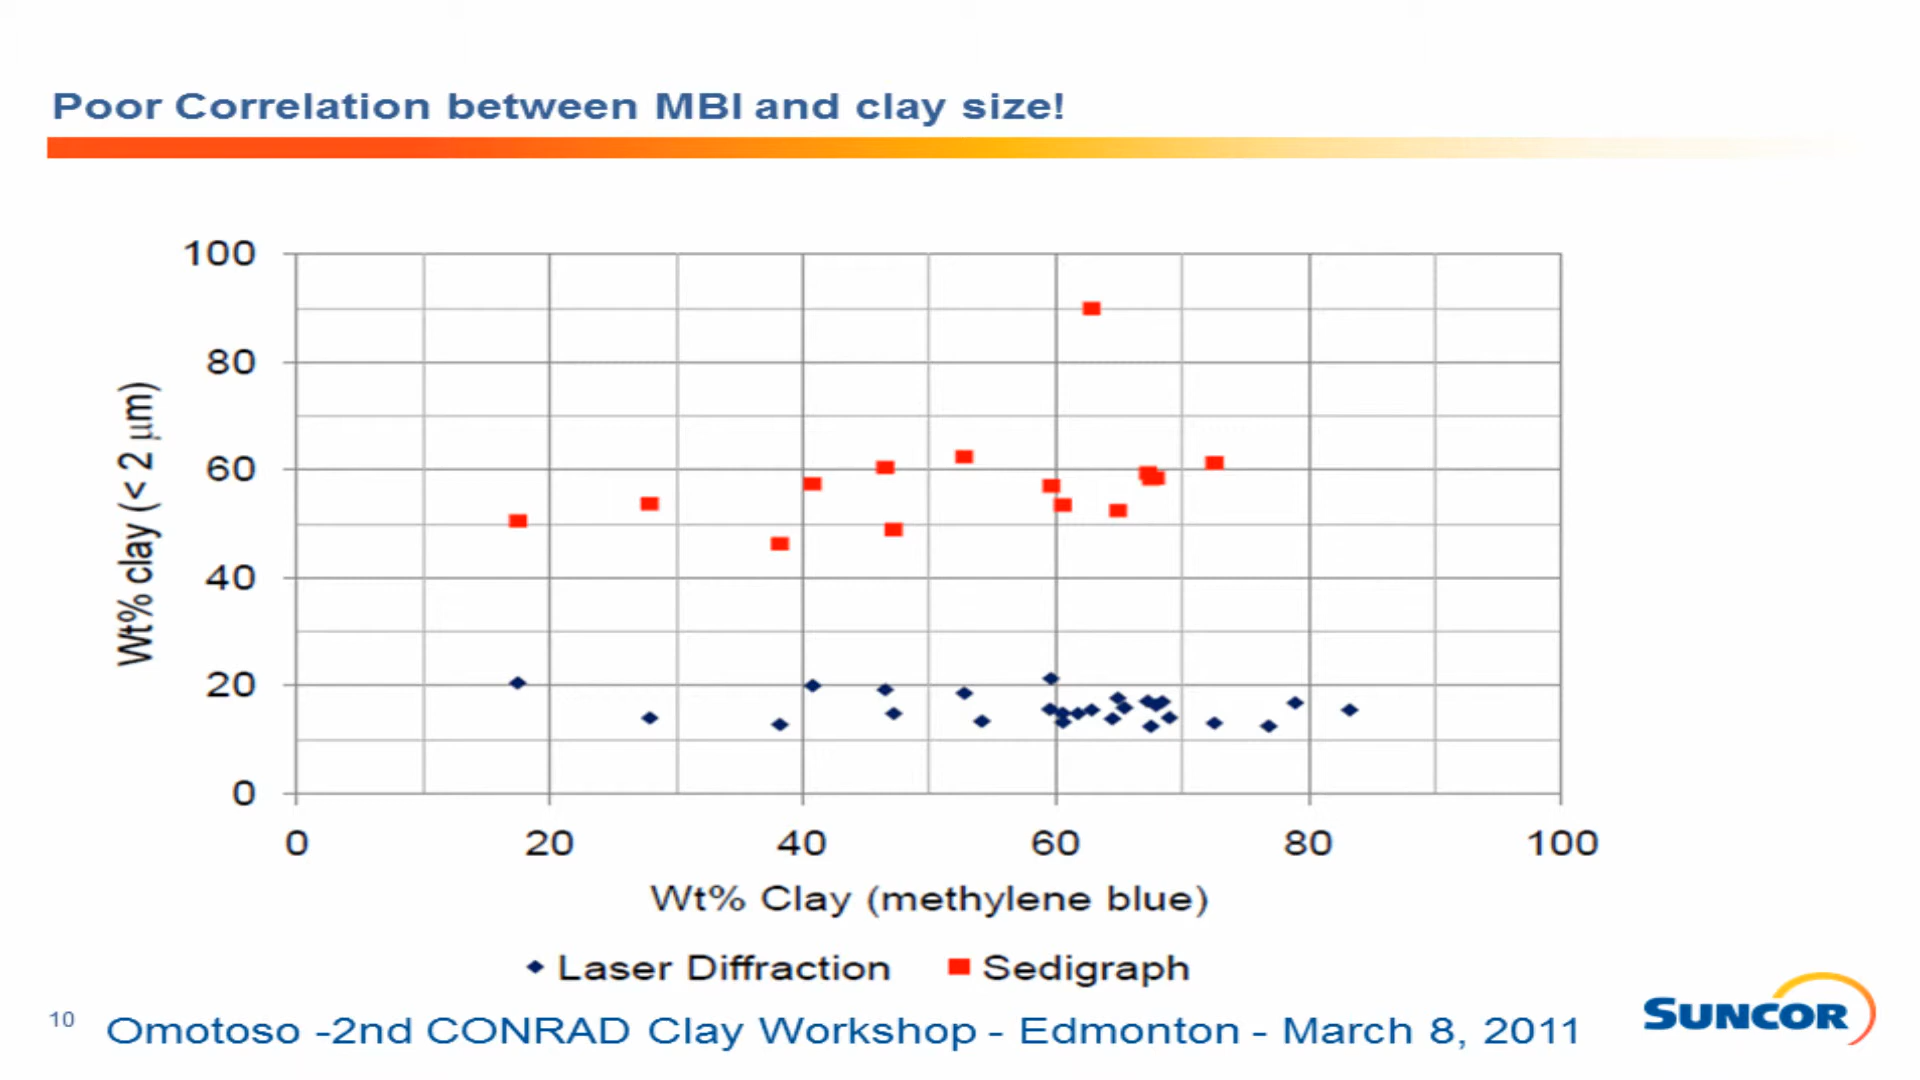 Poor Correlation between MBI and clay size!
100
80
60
40
20
0
Wt% clay (< 2 µm)
0 20 40 60 80 100
Wt% Clay (methylene blue)
Laser Diffraction Sedigraph
10 Omotoso -2nd CONRAD Clay Workshop - Edmonton - March 8, 2011
SUNCOR